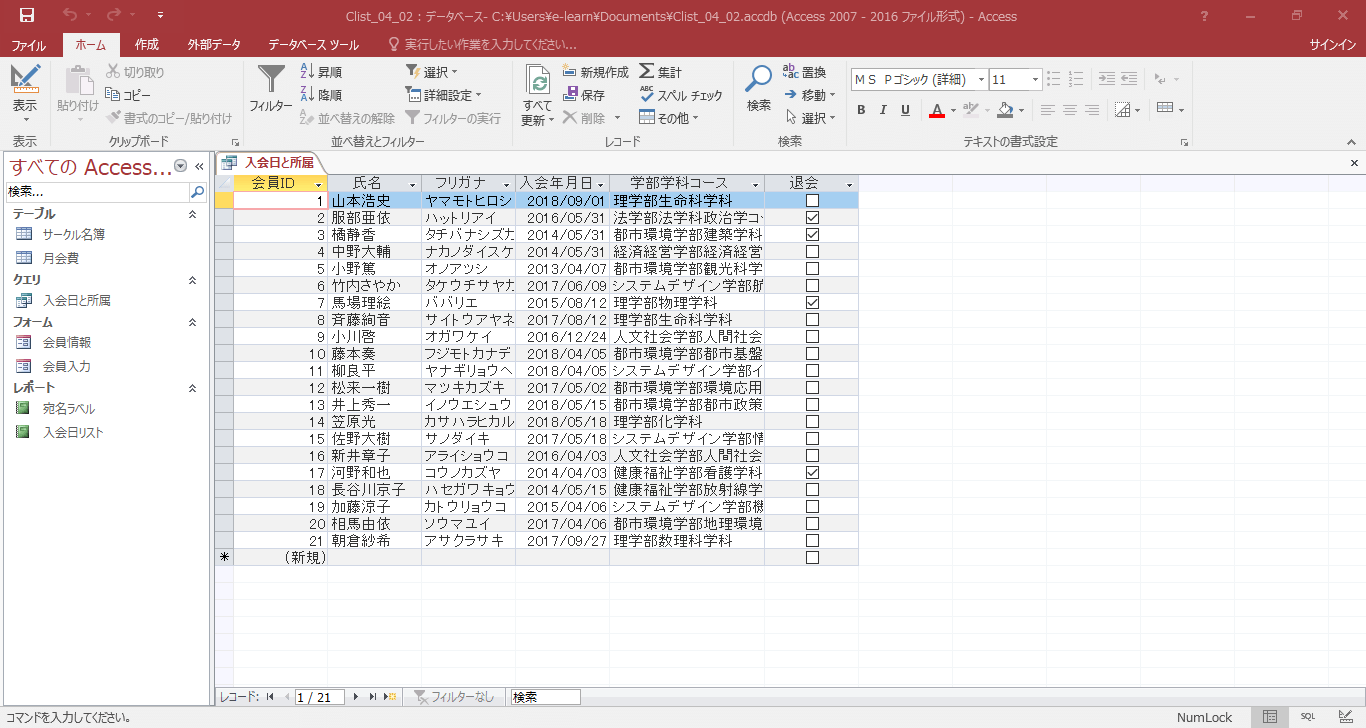 Clist_04_02 : データベース- C:¥Users¥e-learn¥Documents¥Clist_04_02.accdb (Access 2007 - 2016 ファイル形式) - Access
ファイル ホーム 作成 外部データ データベース ツール 実行したい作業を入力してください... サインイン
表示 貼り付け 切り取り コピー 書式のコピー/貼り付け
フィルター 昇順 降順 並べ替えの解除 選択 詳細設定 フィルターの実行
すべて更新 新規作成 保存 削除 集計 スペル チェック その他
検索 置換 移動 選択
ＭＳ Ｐゴシック (詳細) 11
B I U A
表示 クリップボード 並べ替えとフィルター レコード 検索 テキストの書式設定
すべての Access...
検索...
テーブル
サークル名簿
月会費
クエリ
入会日と所属
フォーム
会員情報
会員入力
レポート
宛名ラベル
入会日リスト
入会日と所属
会員ID 氏名 フリガナ 入会年月日 学部学科コース 退会
1 山本浩史 ヤマモトヒロシ 2018/09/01 理学部生命科学科
2 服部亜依 ハットリアイ 2016/05/31 法学部法学科政治学コー
3 橘静香 タチバナシズカ 2014/05/31 都市環境学部建築学科
4 中野大輔 ナカノダイスケ 2014/05/31 経済経営学部経済経営
5 小野篤 オノアツシ 2013/04/07 都市環境学部観光科学
6 竹内さやか タケウチサヤカ 2017/06/09 システムデザイン学部航
7 馬場理絵 ババリエ 2015/08/12 理学部物理学科
8 斉藤絢音 サイトウアヤネ 2017/08/12 理学部生命科学科
9 小川啓 オガワケイ 2016/12/24 人文社会学部人間社会
10 藤本奏 フジモトカナデ 2018/04/05 都市環境学部都市基盤
11 柳良平 ヤナギリョウヘ 2018/04/05 システムデザイン学部イ
12 松来一樹 マツキカズキ 2017/05/02 都市環境学部環境応用
13 井上秀一 イノウエシュウ 2018/05/15 都市環境学部都市政策
14 笠原光 カサハラヒカル 2018/05/18 理学部化学科
15 佐野大樹 サノダイキ 2017/05/18 システムデザイン学部情
16 新井章子 アライショウコ 2016/04/03 人文社会学部人間社会
17 河野和也 コウノカズヤ 2014/04/03 健康福祉学部看護学科
18 長谷川京子 ハセガワキョウ 2014/05/15 健康福祉学部放射線学
19 加藤涼子 カトウリョウコ 2015/04/06 システムデザイン学部機
20 相馬由依 ソウマユイ 2017/04/06 都市環境学部地理環境
21 朝倉紗希 アサクラサキ 2017/09/27 理学部数理科学科
* (新規)
レコード: 1 / 21 フィルターなし 検索
コマンドを入力してください。 NumLock SQL